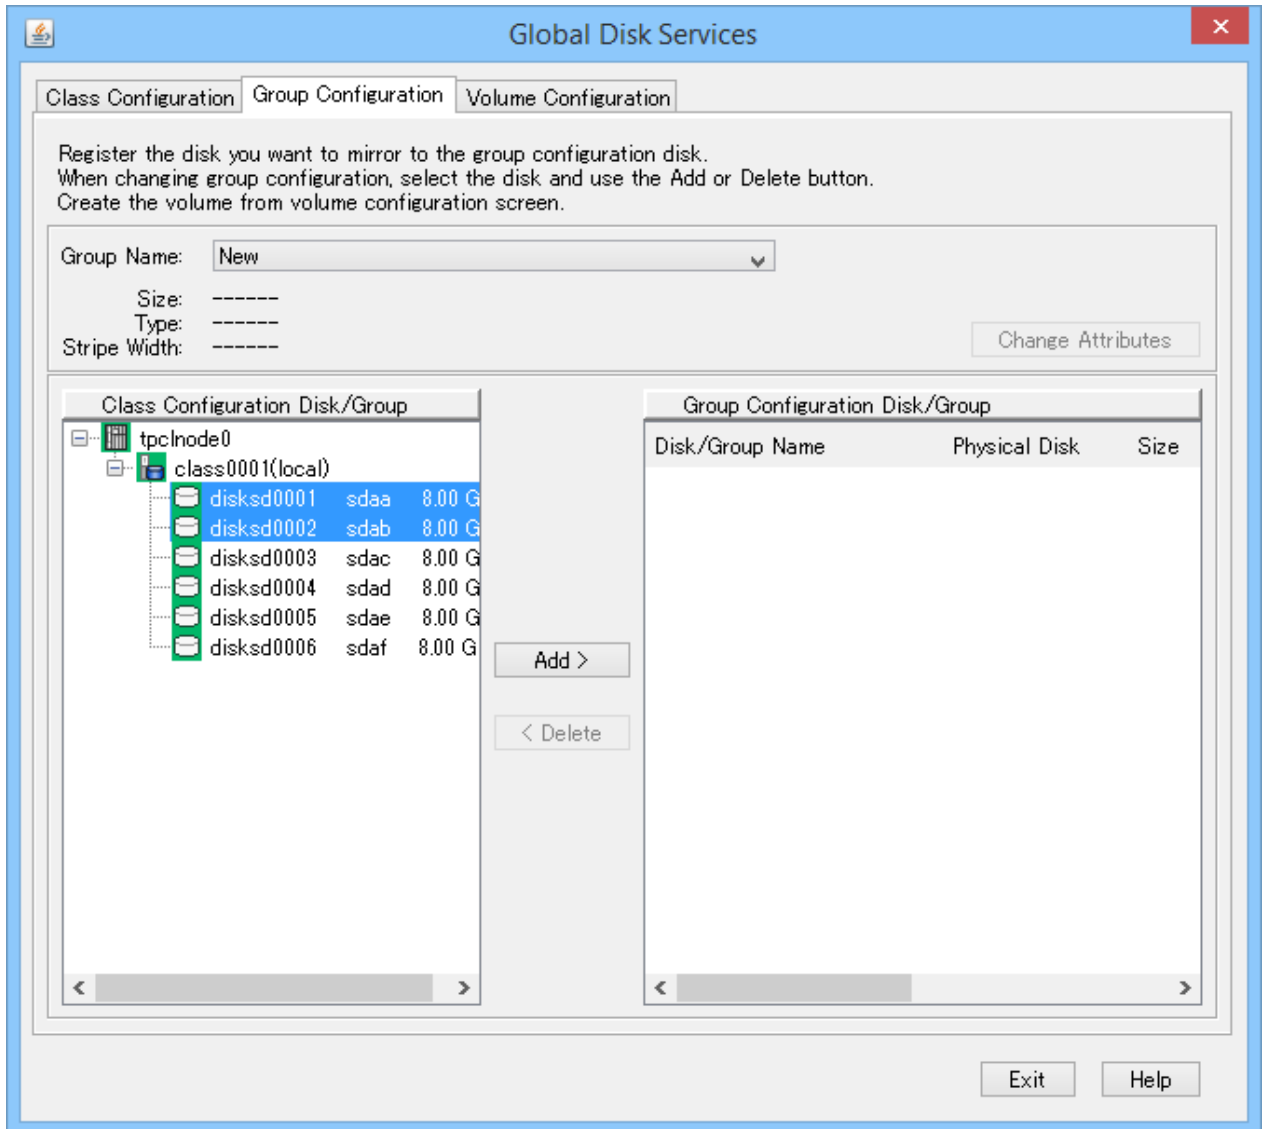 Global Disk Services
Class Configuration Group Configuration Volume Configuration
Register the disk you want to mirror to the group configuration disk.
When changing group configuration, select the disk and use the Add or Delete button.
Create the volume from volume configuration screen.
Group Name: New
Size: ------
Type: ------
Stripe Width: ------
Change Attributes
Class Configuration Disk/Group
tpclnode0
class0001(local)
disksd0001 sdaa 8.00 G
disksd0002 sdab 8.00 G
disksd0003 sdac 8.00 G
disksd0004 sdad 8.00 G
disksd0005 sdae 8.00 G
disksd0006 sdaf 8.00 G
Add >
< Delete
Group Configuration Disk/Group
Disk/Group Name Physical Disk Size
Exit Help